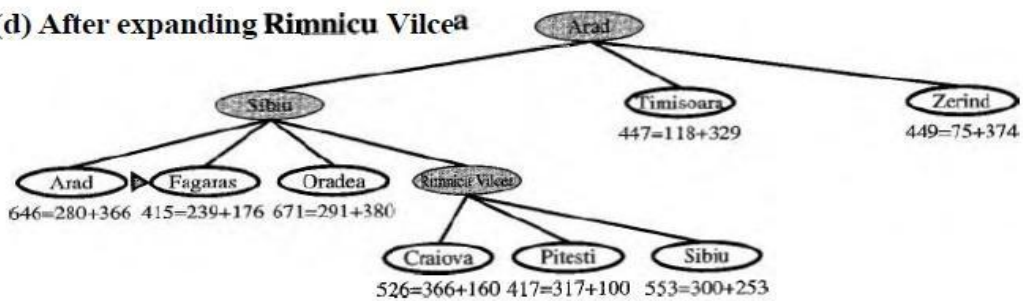 (d) After expanding Rimnicu Vilcea
Arad
Sibiu
Timisoara
Zerind
447=118+329
449=75+374
Arad
Fagaras
Oradea
Rimnicu Vilcea
646=280+366
415=239+176
671=291+380
Craiova
Pitesti
Sibiu
526=366+160
417=317+100
553=300+253